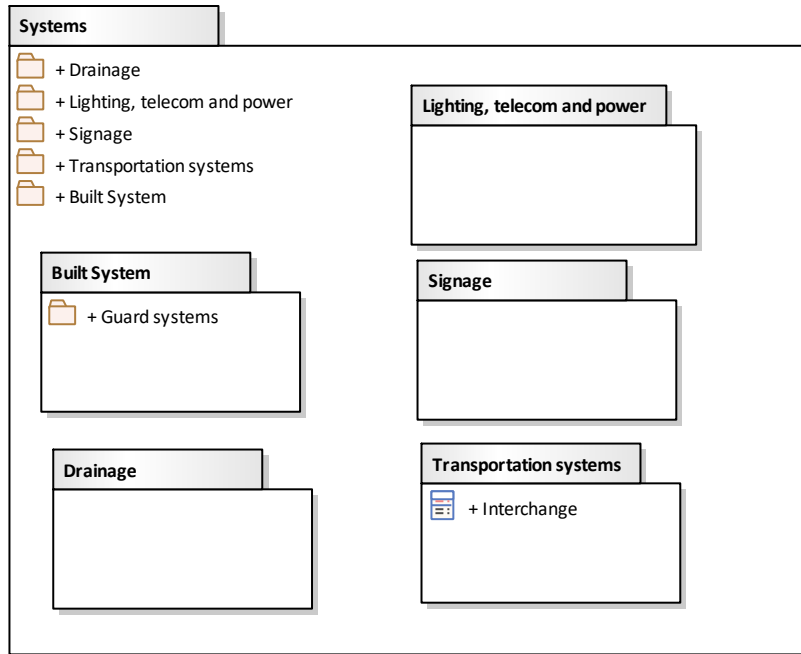 Systems
+ Drainage
+ Lighting, telecom and power
+ Signage
+ Transportation systems
+ Built System
Lighting, telecom and power
Built System
+ Guard systems
Signage
Drainage
Transportation systems
+ Interchange